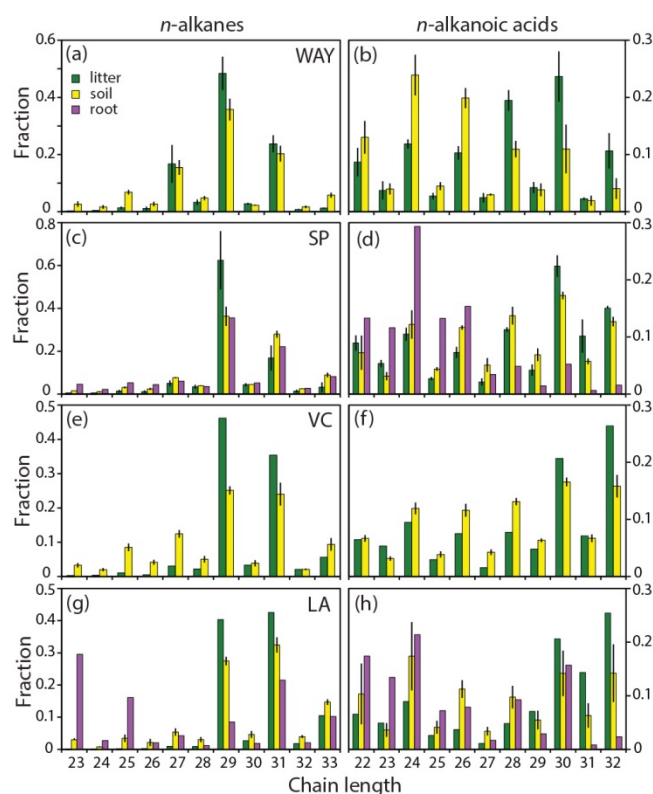 n-alkanes n-alkanoic acids
0.6 (a) WAY (b) 0.3
litter
soil
root
0.4 0.2
Fraction
0.2 0.1
0 0
0.8 (c) SP (d) 0.3
0.6
0.2
Fraction
0.4
0.1
0.2
0 0
0.5 (e) VC (f)
0.4
0.2
0.3
Fraction
0.2
0.1
0.1
0 0
0.5 (g) LA (h)
0.4
0.2
0.3
Fraction
0.2
0.1
0.1
0 0
23 24 25 26 27 28 29 30 31 32 33 22 23 24 25 26 27 28 29 30 31 32
Chain length